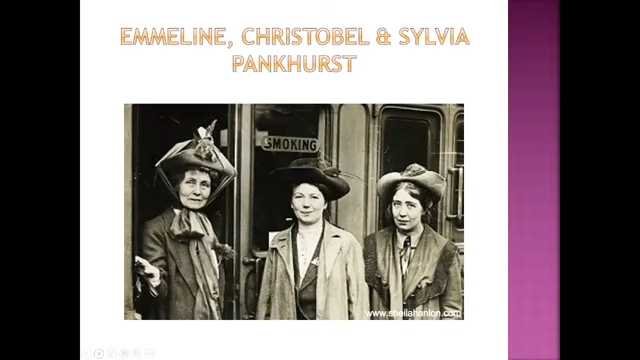 EMMELINE, CHRISTOBEL & SYLVIA
PANKHURST
SMOKING
www.sheilahanlon.com